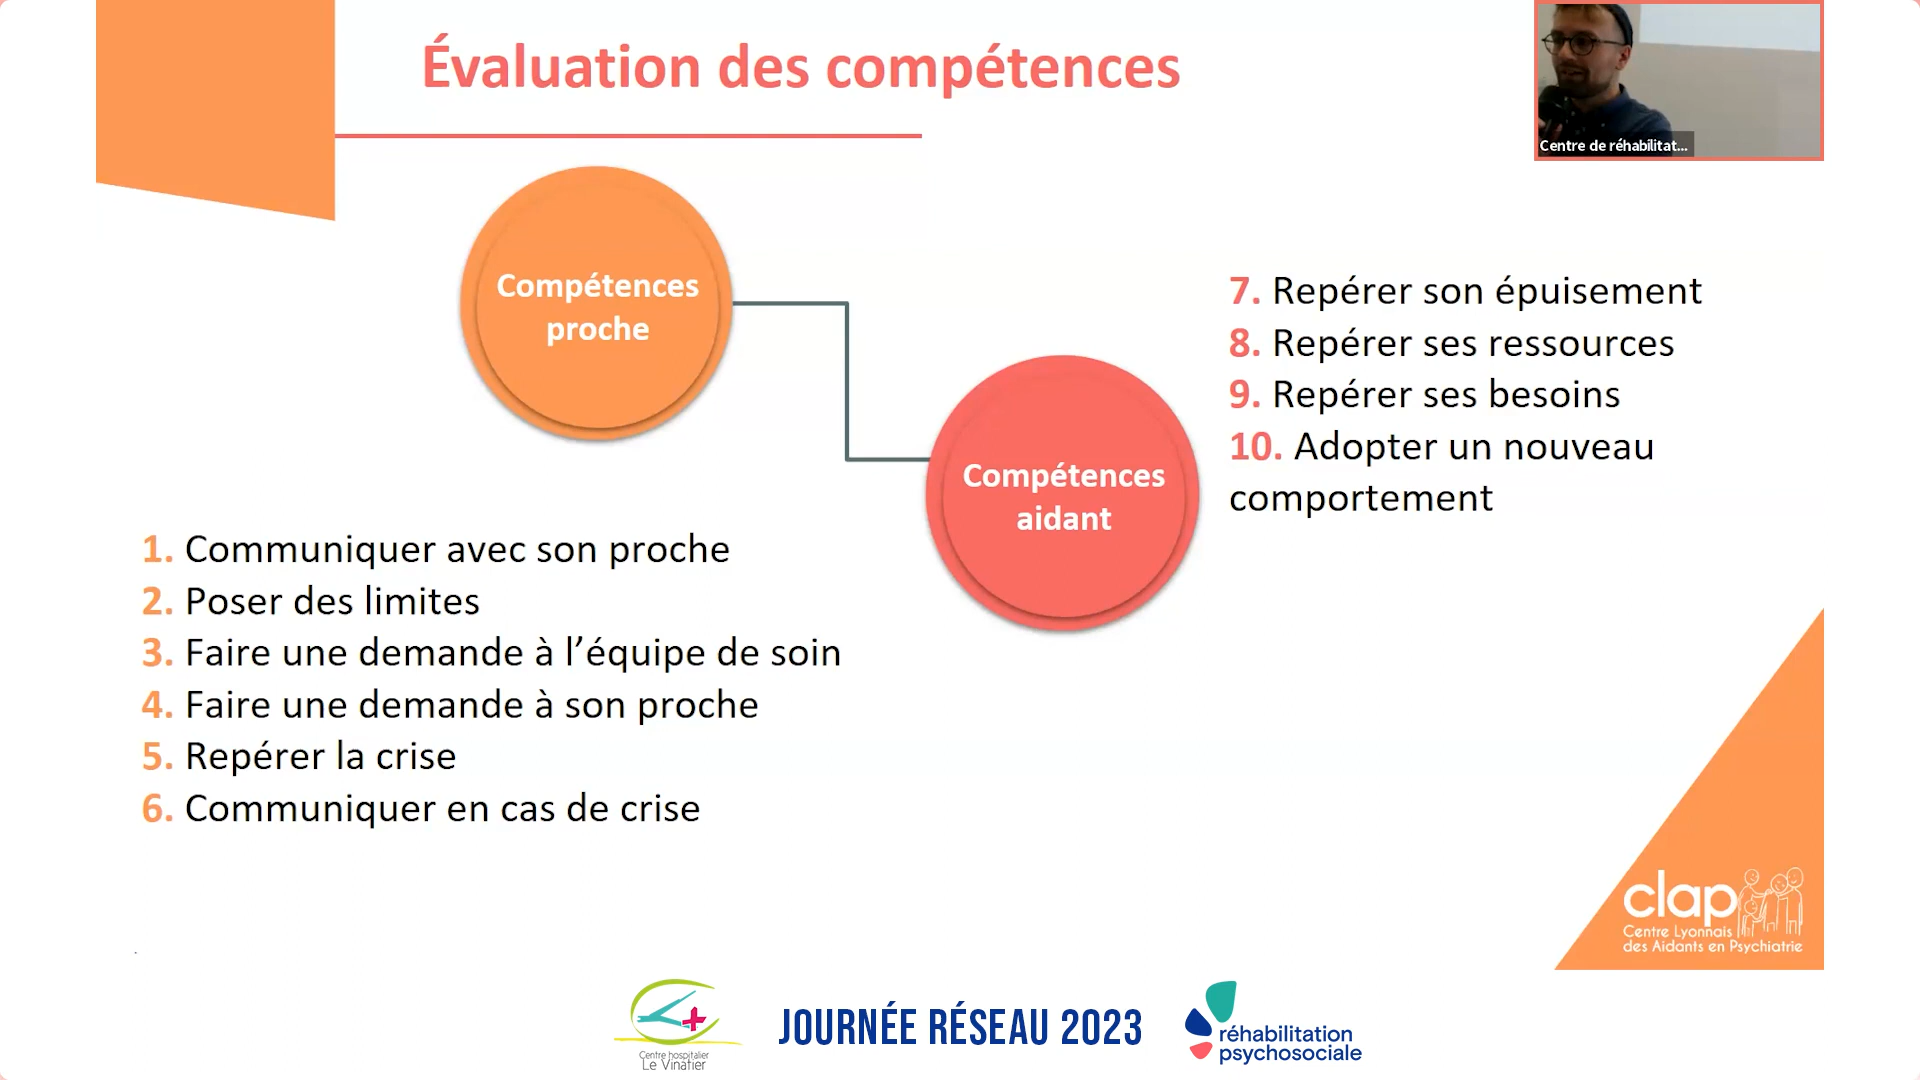 Évaluation des compétences
Centre de réhabilitat...
Compétences
proche
Compétences
aidant
7. Repérer son épuisement
8. Repérer ses ressources
9. Repérer ses besoins
10. Adopter un nouveau
comportement
1. Communiquer avec son proche
2. Poser des limites
3. Faire une demande à l’équipe de soin
4. Faire une demande à son proche
5. Repérer la crise
6. Communiquer en cas de crise
clap
Centre Lyonnais
des Aidants en Psychiatrie
Centre hospitalier
Le Vinatier
JOURNÉE RÉSEAU 2023
réhabilitation
psychosociale